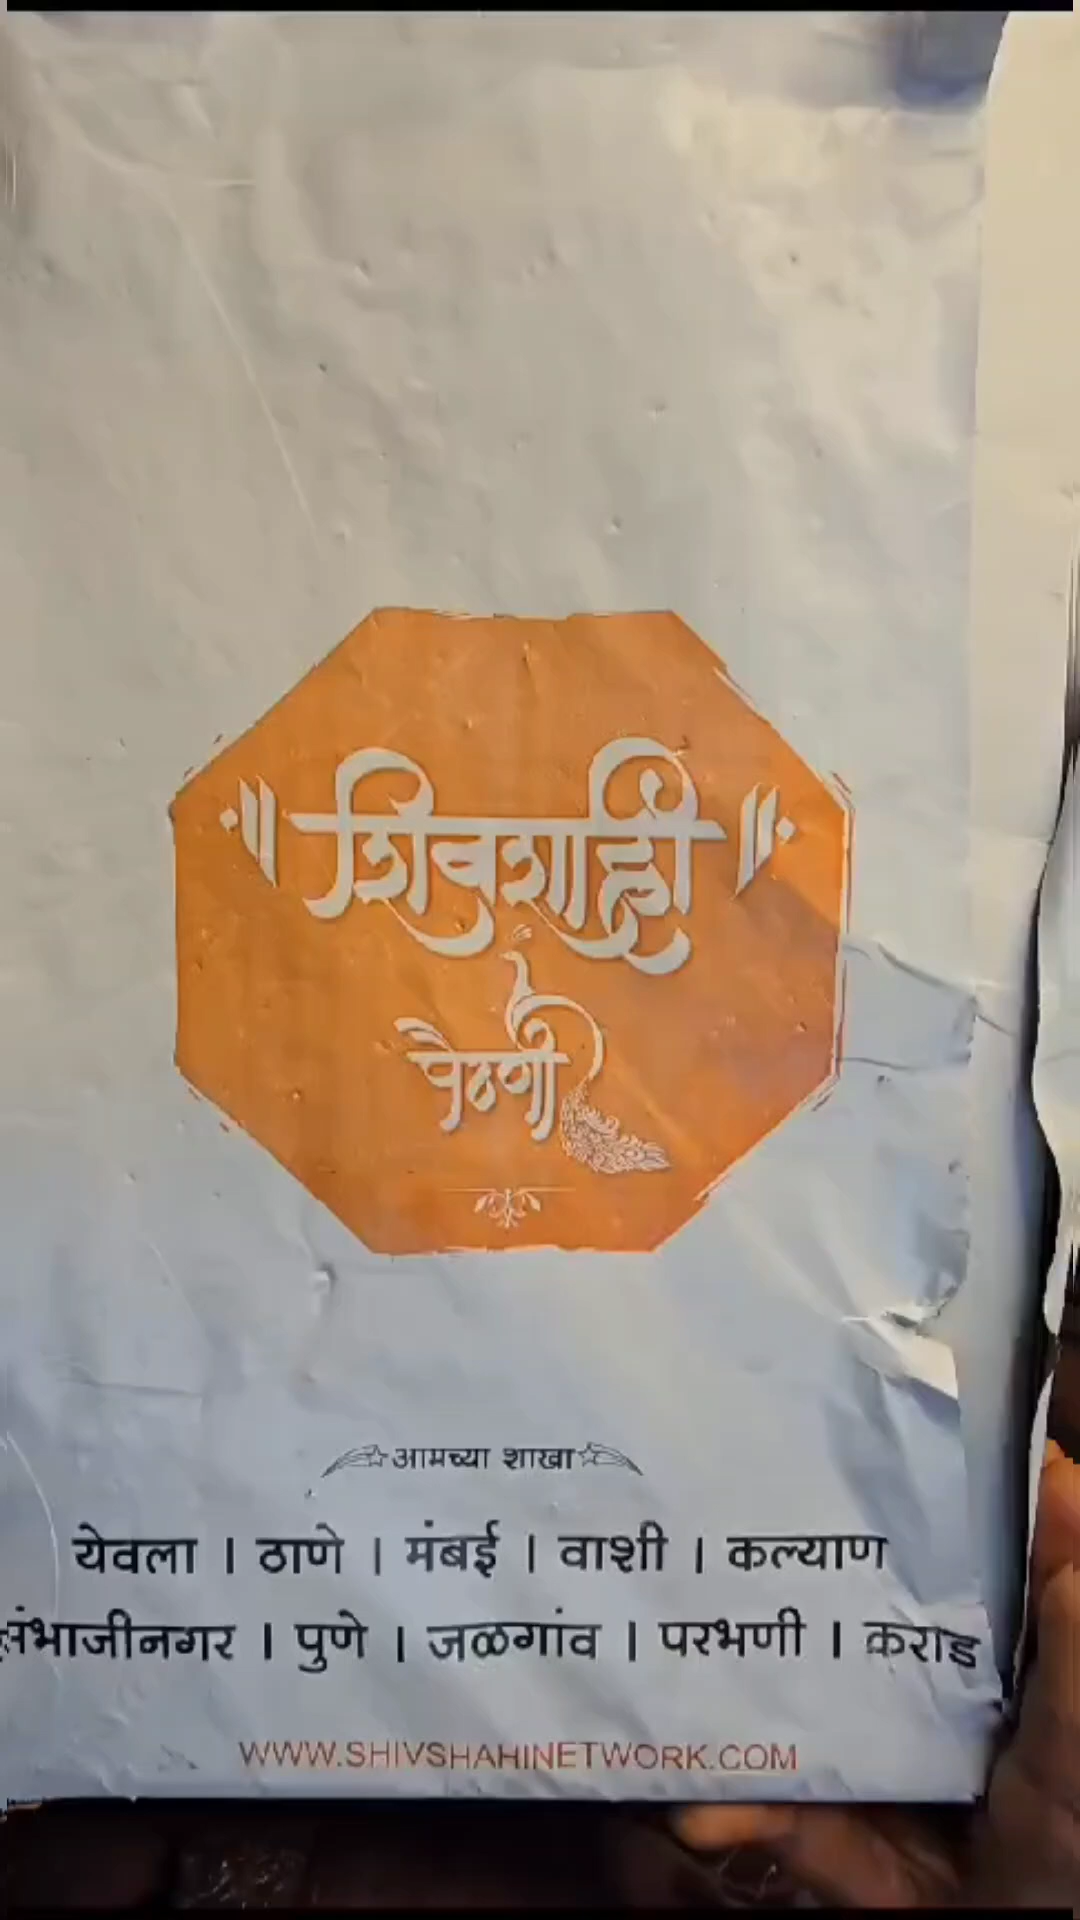 ॥ शिवशाही ॥
पैठणी
आमच्या शाखा
येवला । ठाणे । मंबई । वाशी । कल्याण
संभाजीनगर । पुणे । जळगांव । परभणी । कराड
WWW.SHIVSHAHINETWORK.COM